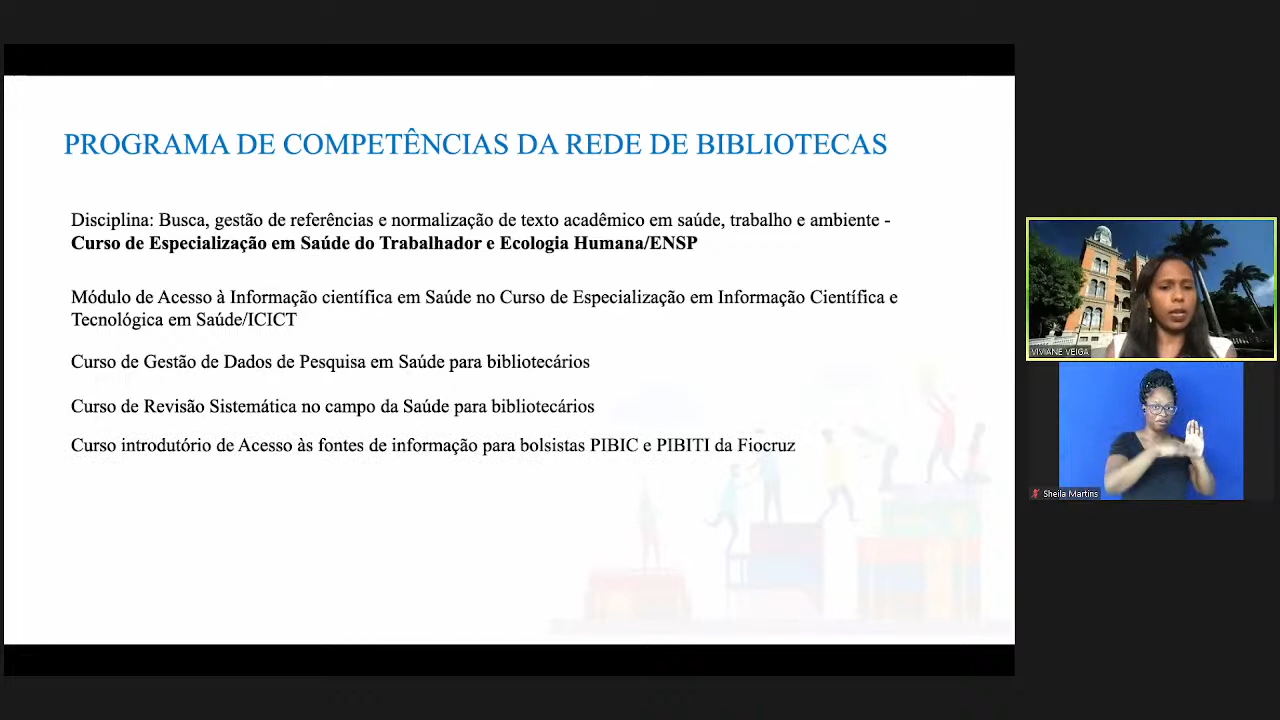 PROGRAMA DE COMPETÊNCIAS DA REDE DE BIBLIOTECAS
Disciplina: Busca, gestão de referências e normalização de texto acadêmico em saúde, trabalho e ambiente -
Curso de Especialização em Saúde do Trabalhador e Ecologia Humana/ENSP
Módulo de Acesso à Informação científica em Saúde no Curso de Especialização em Informação Científica e
Tecnológica em Saúde/ICICT
Curso de Gestão de Dados de Pesquisa em Saúde para bibliotecários
Curso de Revisão Sistemática no campo da Saúde para bibliotecários
Curso introdutório de Acesso às fontes de informação para bolsistas PIBIC e PIBITI da Fiocruz
VIVIANE VEIGA
Sheila Martins